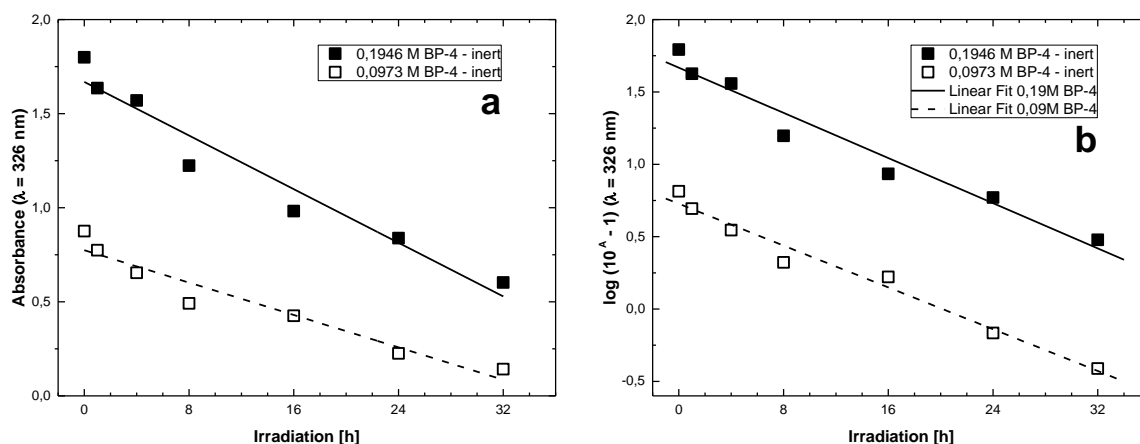 2,0
1,5
1,0
0,5
0,0
Absorbance (λ = 326 nm)
0,1946 M BP-4 - inert
0,0973 M BP-4 - inert
a
0 8 16 24 32
Irradiation [h]
2,0
1,5
1,0
0,5
0,0
-0,5
log (10^A - 1) (λ = 326 nm)
0,1946 M BP-4 - inert
0,0973 M BP-4 - inert
Linear Fit 0,19M BP-4
Linear Fit 0,09M BP-4
b
0 8 16 24 32
Irradiation [h]